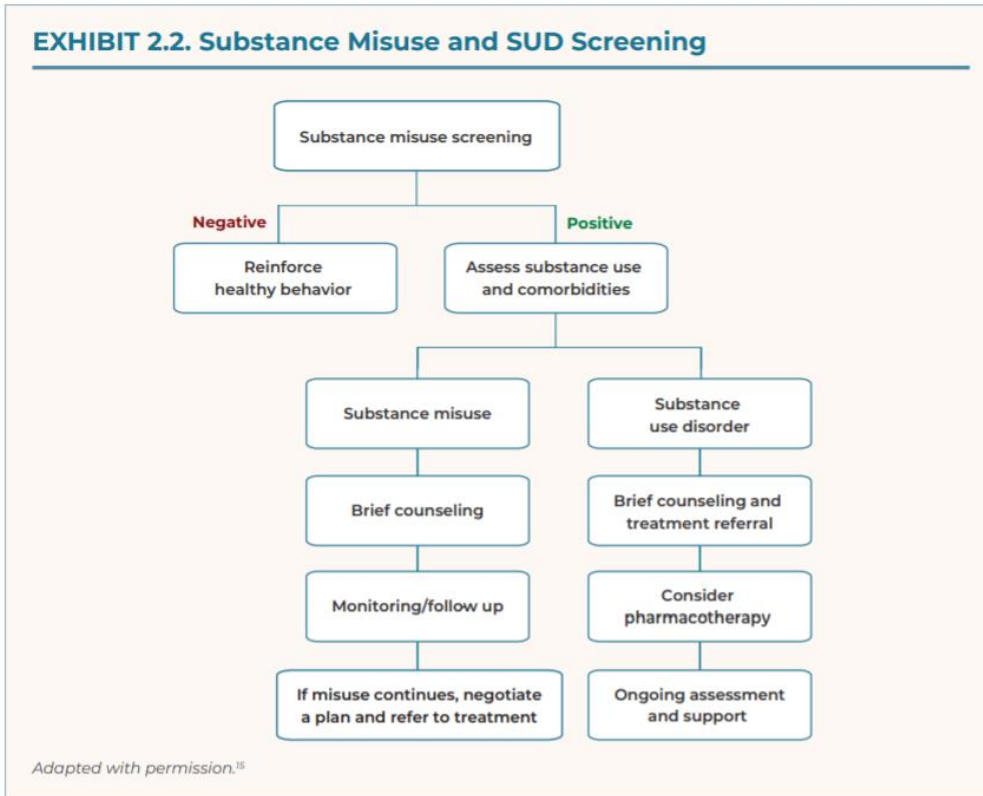 EXHIBIT 2.2. Substance Misuse and SUD Screening
Substance misuse screening
Negative
Positive
Reinforce
healthy behavior
Assess substance use
and comorbidities
Substance misuse
Substance
use disorder
Brief counseling
Brief counseling and
treatment referral
Monitoring/follow up
Consider
pharmacotherapy
If misuse continues, negotiate
a plan and refer to treatment
Ongoing assessment
and support
Adapted with permission.¹⁵